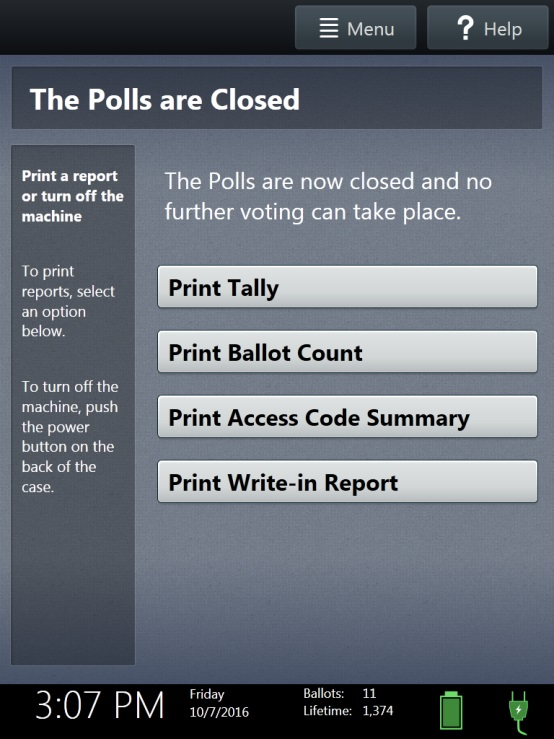 Menu
Help
The Polls are Closed
Print a report
or turn off the
machine
To print
reports, select
an option
below.
To turn off the
machine, push
the power
button on the
back of the
case.
The Polls are now closed and no
further voting can take place.
Print Tally
Print Ballot Count
Print Access Code Summary
Print Write-in Report
3:07 PM
Friday
10/7/2016
Ballots: 11
Lifetime: 1,374